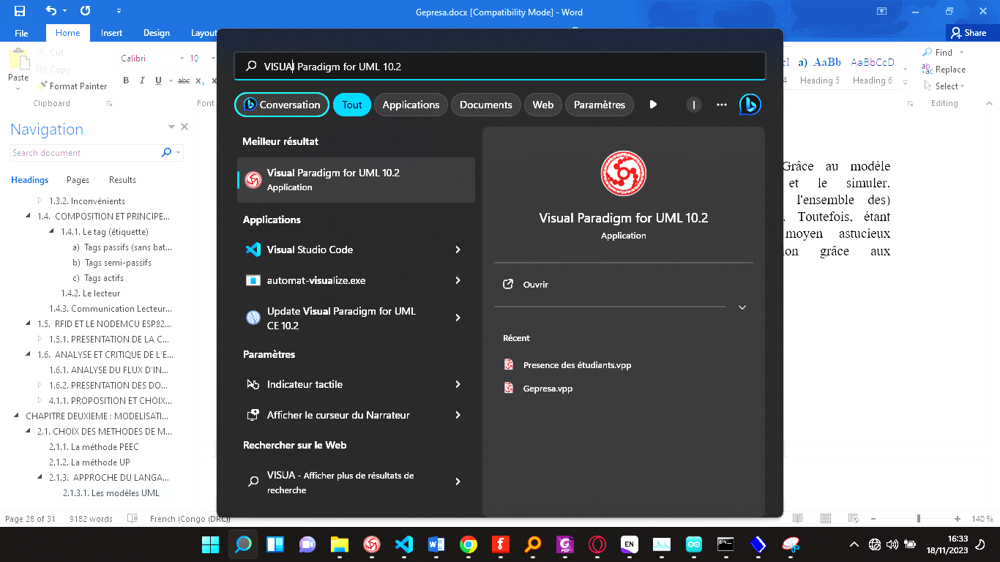 Gepresa.docx [Compatibility Mode] - Word
File
Home
Insert
Design
Layou
Share
Cut
Copy
Paste
Format Painter
Clipboard
Calibri
10
B I U abc x₂ x
Font
a) AaBb AaBbCcD
Heading 5
Heading 6
Find
Replace
Select
Editing
Navigation
Search document
Headings
Pages
Results
1.3.2. Inconvénients
1.4. COMPOSITION ET PRINCIPE...
1.4.1. Le tag (étiquette)
a) Tags passifs (sans bat...
b) Tags semi-passifs
c) Tags actifs
1.4.2. Le lecteur
1.4.3. Communication Lecteur...
1.5. RFID ET LE NODEMCU ESP82...
1.5.1. PRESENTATION DE LA C...
1.6. ANALYSE ET CRITIQUE DE L'E...
1.6.1. ANALYSE DU FLUX D'IN...
1.6.2. PRESENTATION DES DO...
4.1.1. PROPOSITION ET CHOIX...
CHAPITRE DEUXIEME : MODELISATI...
2.1. CHOIX DES METHODES DE M...
2.1.1. La méthode PEEC
2.1.2. La méthode UP
2.1.3. APPROCHE DU LANGA...
2.1.3.1. Les modèles UML
VISUAl Paradigm for UML 10.2
Conversation
Tout
Applications
Documents
Web
Paramètres
I
Meilleur résultat
Visual Paradigm for UML 10.2
Application
Applications
Visual Studio Code
automat-visualize.exe
Update Visual Paradigm for UML
CE 10.2
Paramètres
Indicateur tactile
Afficher le curseur du Narrateur
Rechercher sur le Web
VISUA - Afficher plus de résultats de
recherche
Visual Paradigm for UML 10.2
Application
Ouvrir
Récent
Presence des étudiants.vpp
Gepresa.vpp
Grâce au modèle
et le simuler.
l'ensemble des)
Toutefois, étant
moyen astucieux
grâce aux
Page 28 of 31
9182 words
French (Congo (DRC))
140 %
EN
PDF
16:33
18/11/2023